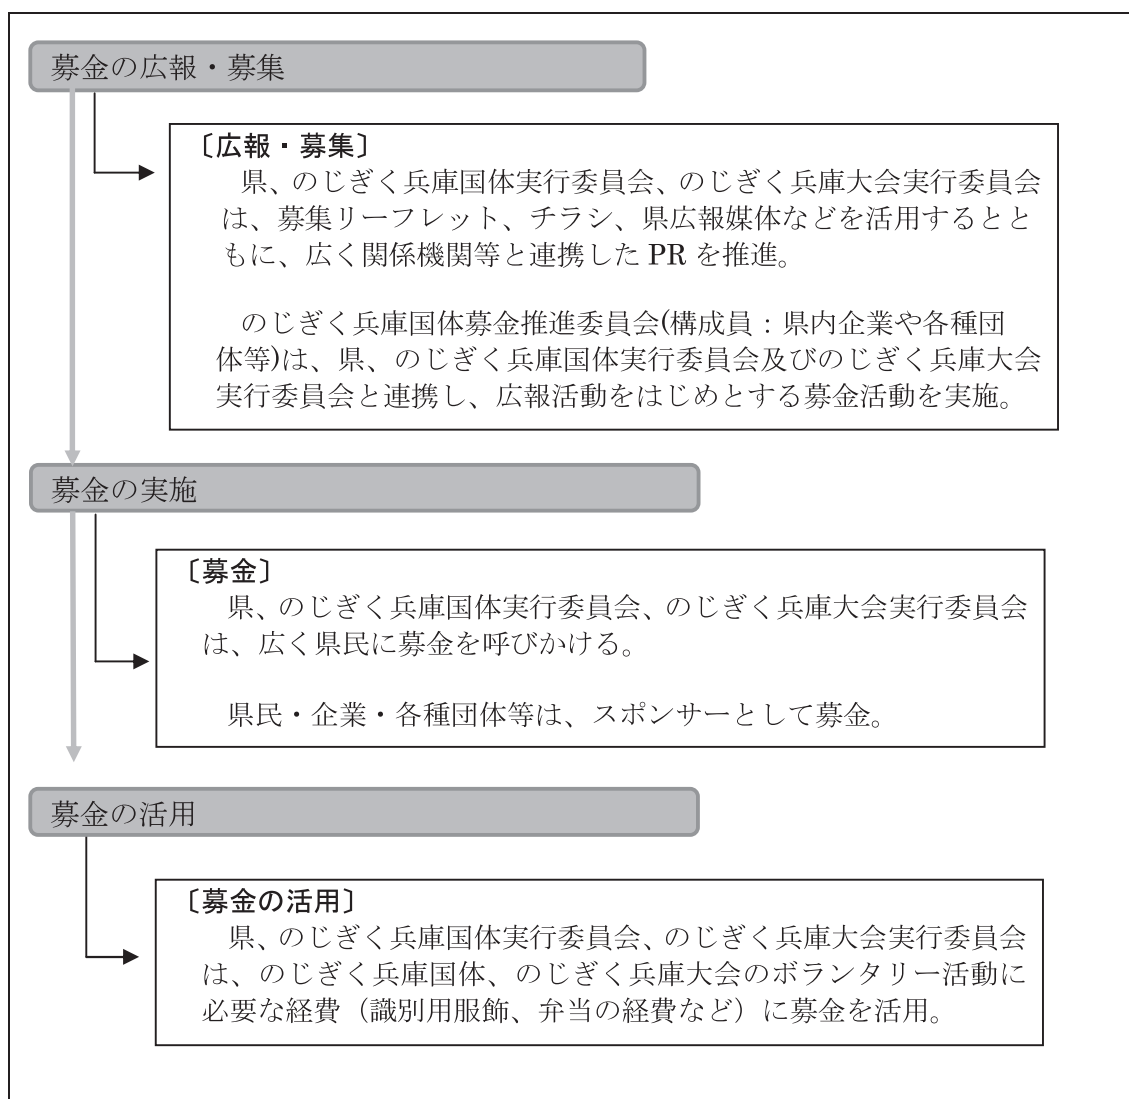 募金の広報・募集
〔広報・募集〕
県、のじぎく兵庫国体実行委員会、のじぎく兵庫大会実行委員会
は、募集リーフレット、チラシ、県広報媒体などを活用するとと
もに、広く関係機関等と連携した PR を推進。
のじぎく兵庫国体募金推進委員会(構成員：県内企業や各種団
体等)は、県、のじぎく兵庫国体実行委員会及びのじぎく兵庫大会
実行委員会と連携し、広報活動をはじめとする募金活動を実施。
募金の実施
〔募金〕
県、のじぎく兵庫国体実行委員会、のじぎく兵庫大会実行委員会
は、広く県民に募金を呼びかける。
県民・企業・各種団体等は、スポンサーとして募金。
募金の活用
〔募金の活用〕
県、のじぎく兵庫国体実行委員会、のじぎく兵庫大会実行委員会
は、のじぎく兵庫国体、のじぎく兵庫大会のボランタリー活動に
必要な経費（識別用服飾、弁当の経費など）に募金を活用。